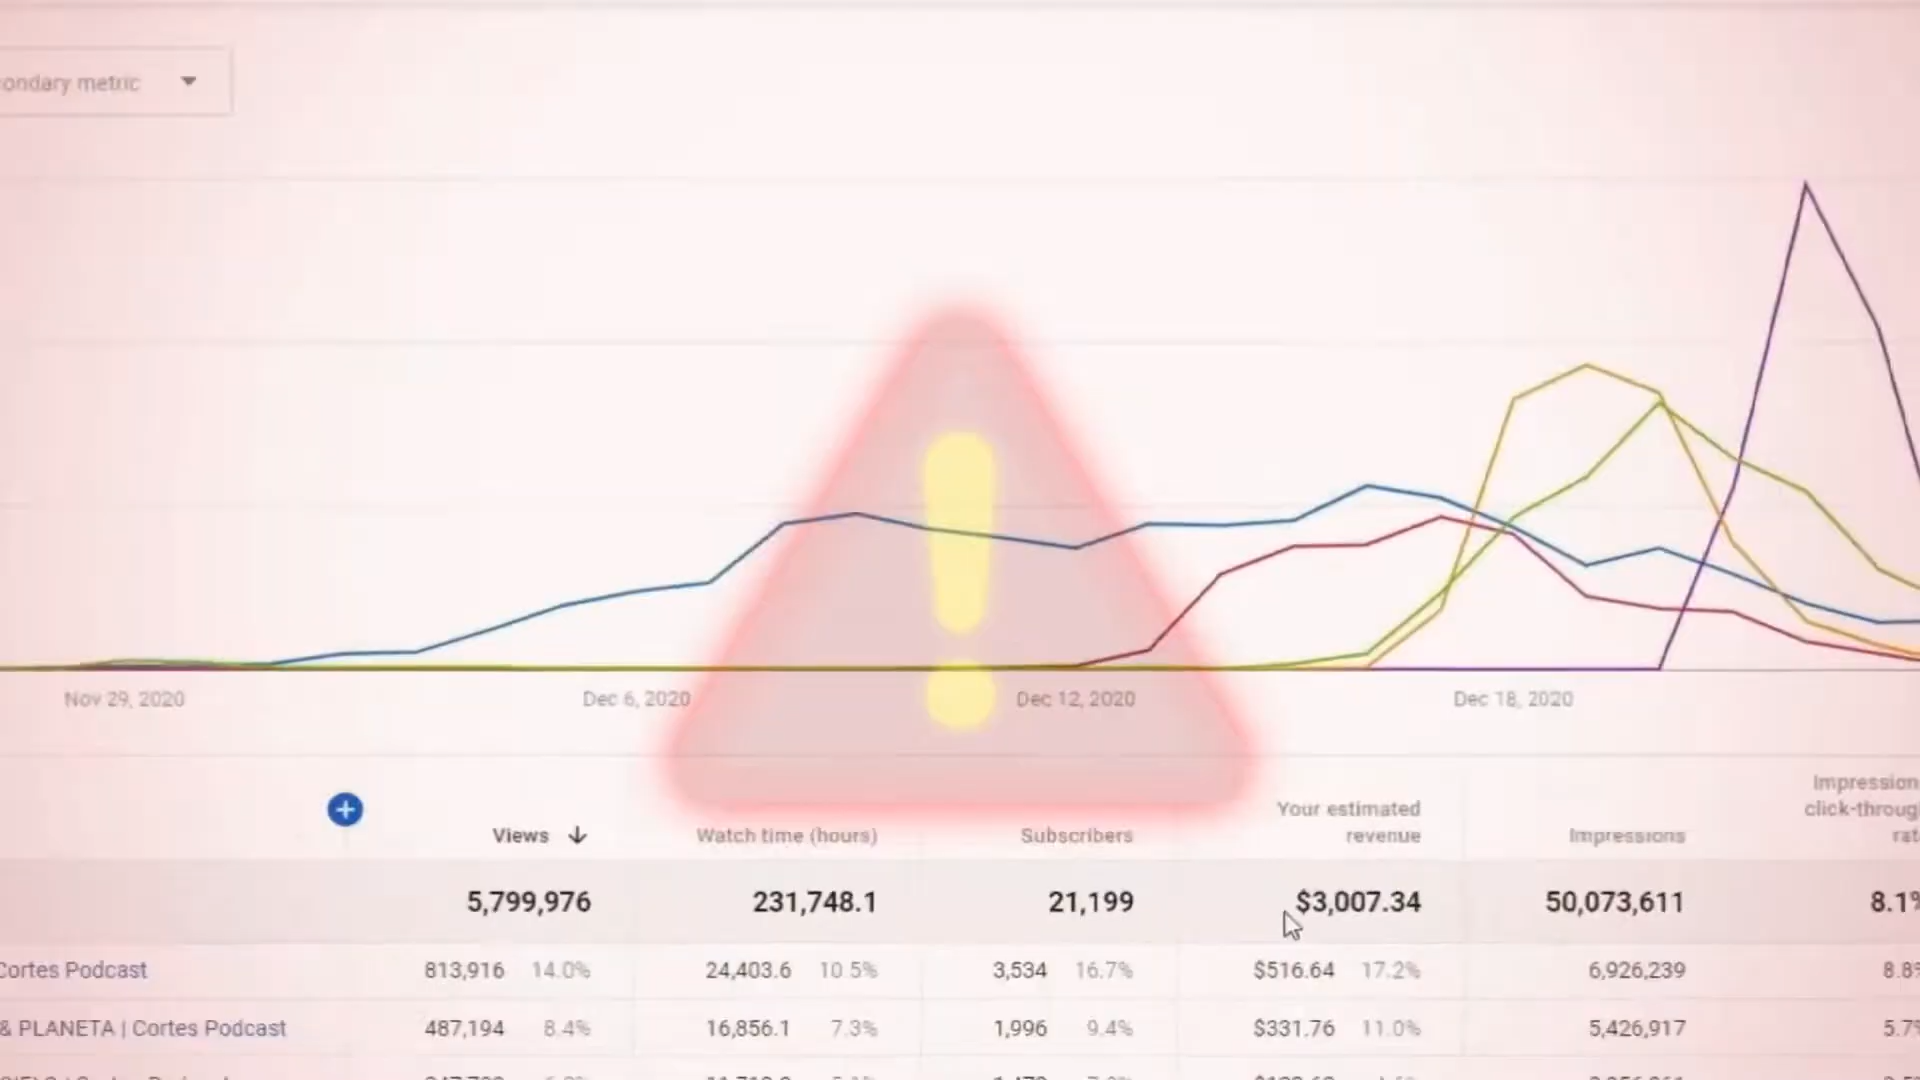 ondary metric
Nov 29, 2020 Dec 6, 2020 Dec 12, 2020 Dec 18, 2020
Impression
Your estimated click-throug
Views Watch time (hours) Subscribers revenue Impressions rat
5,799,976 231,748.1 21,199 $3,007.34 50,073,611 8.1%
Cortes Podcast 813,916 14.0% 24,403.6 10.5% 3,534 16.7% $516.64 17.2% 6,926,239 8.8%
& PLANETA | Cortes Podcast 487,194 8.4% 16,856.1 7.3% 1,996 9.4% $331.76 11.0% 5,426,917 5.7%